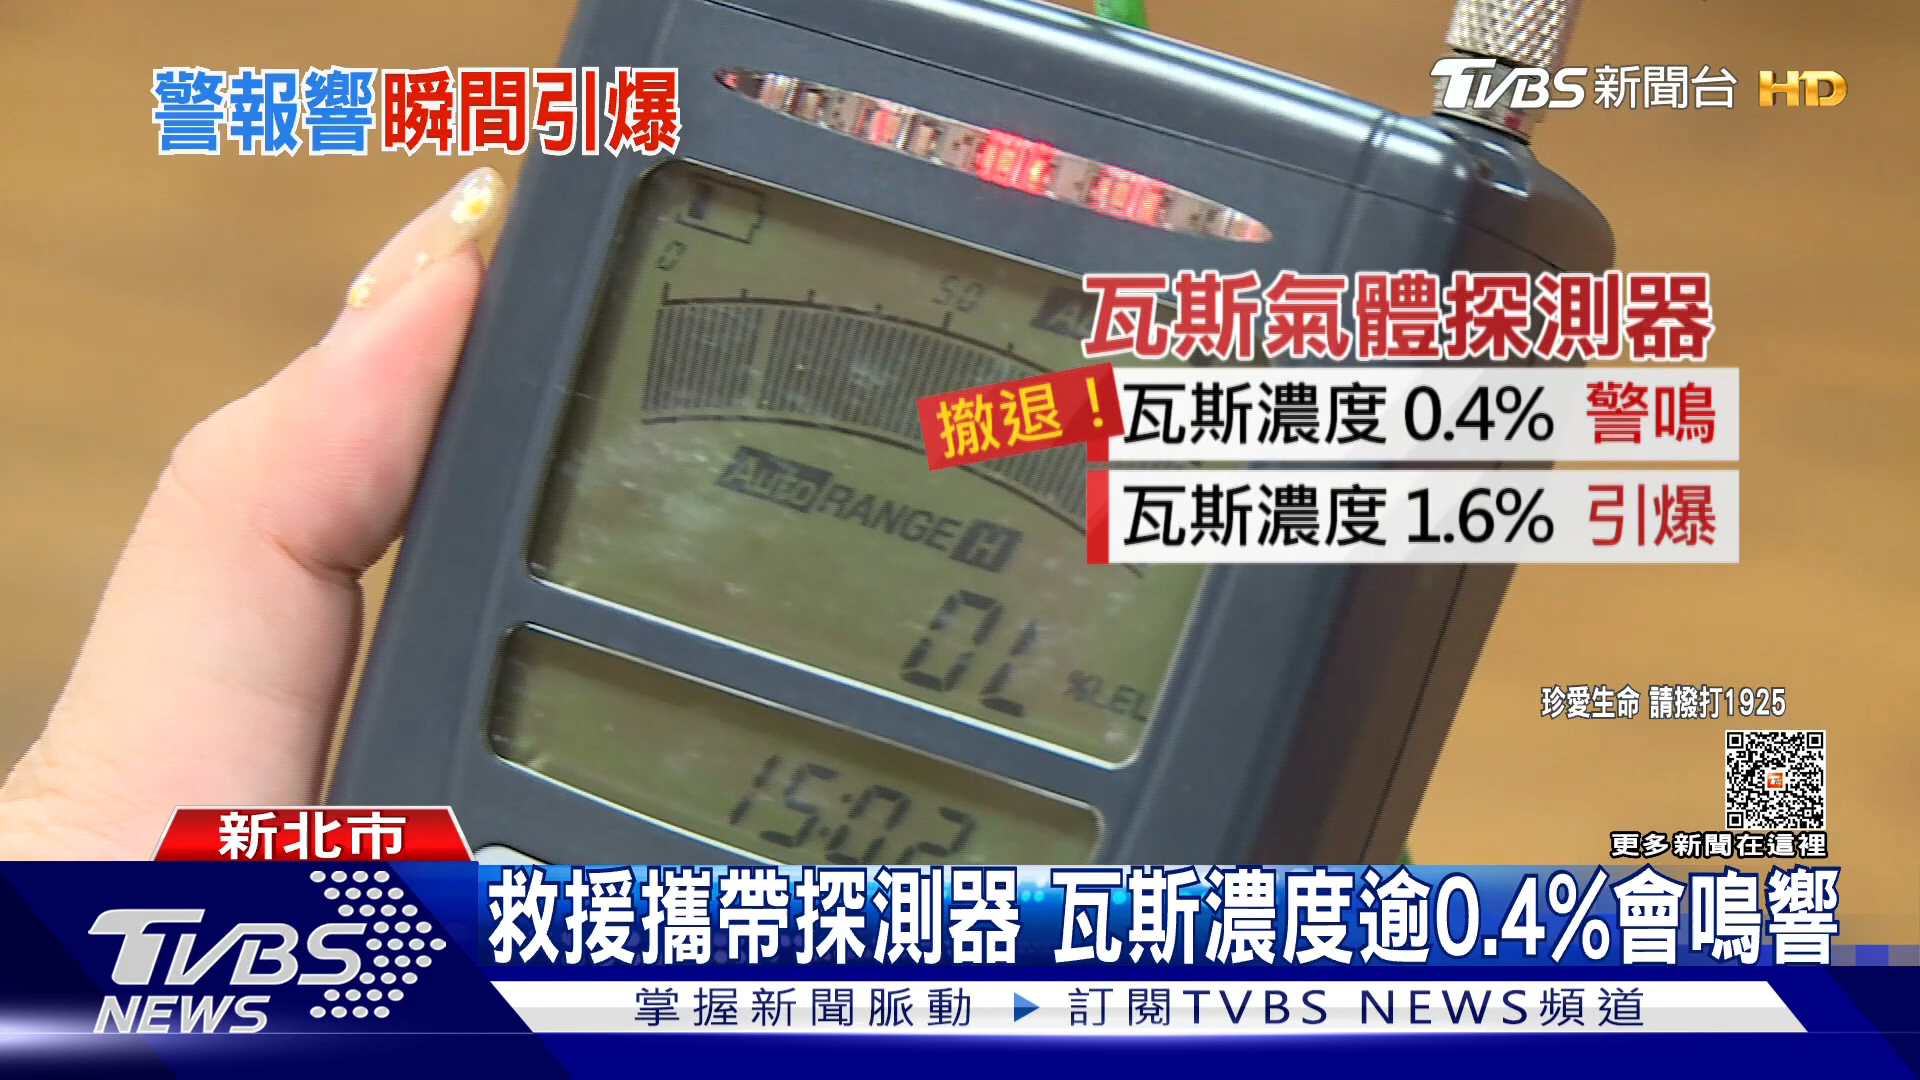 警報響瞬間引爆
TVBS新聞台 HD
0
50
瓦斯氣體探測器
撤退！
瓦斯濃度 0.4% 警鳴
瓦斯濃度 1.6% 引爆
Auto RANGE H
OL
%LEL
15:02
珍愛生命 請撥打1925
更多新聞在這裡
新北市
救援攜帶探測器 瓦斯濃度逾0.4%會鳴響
TVBS
NEWS
掌握新聞脈動 ▶ 訂閱TVBS NEWS頻道